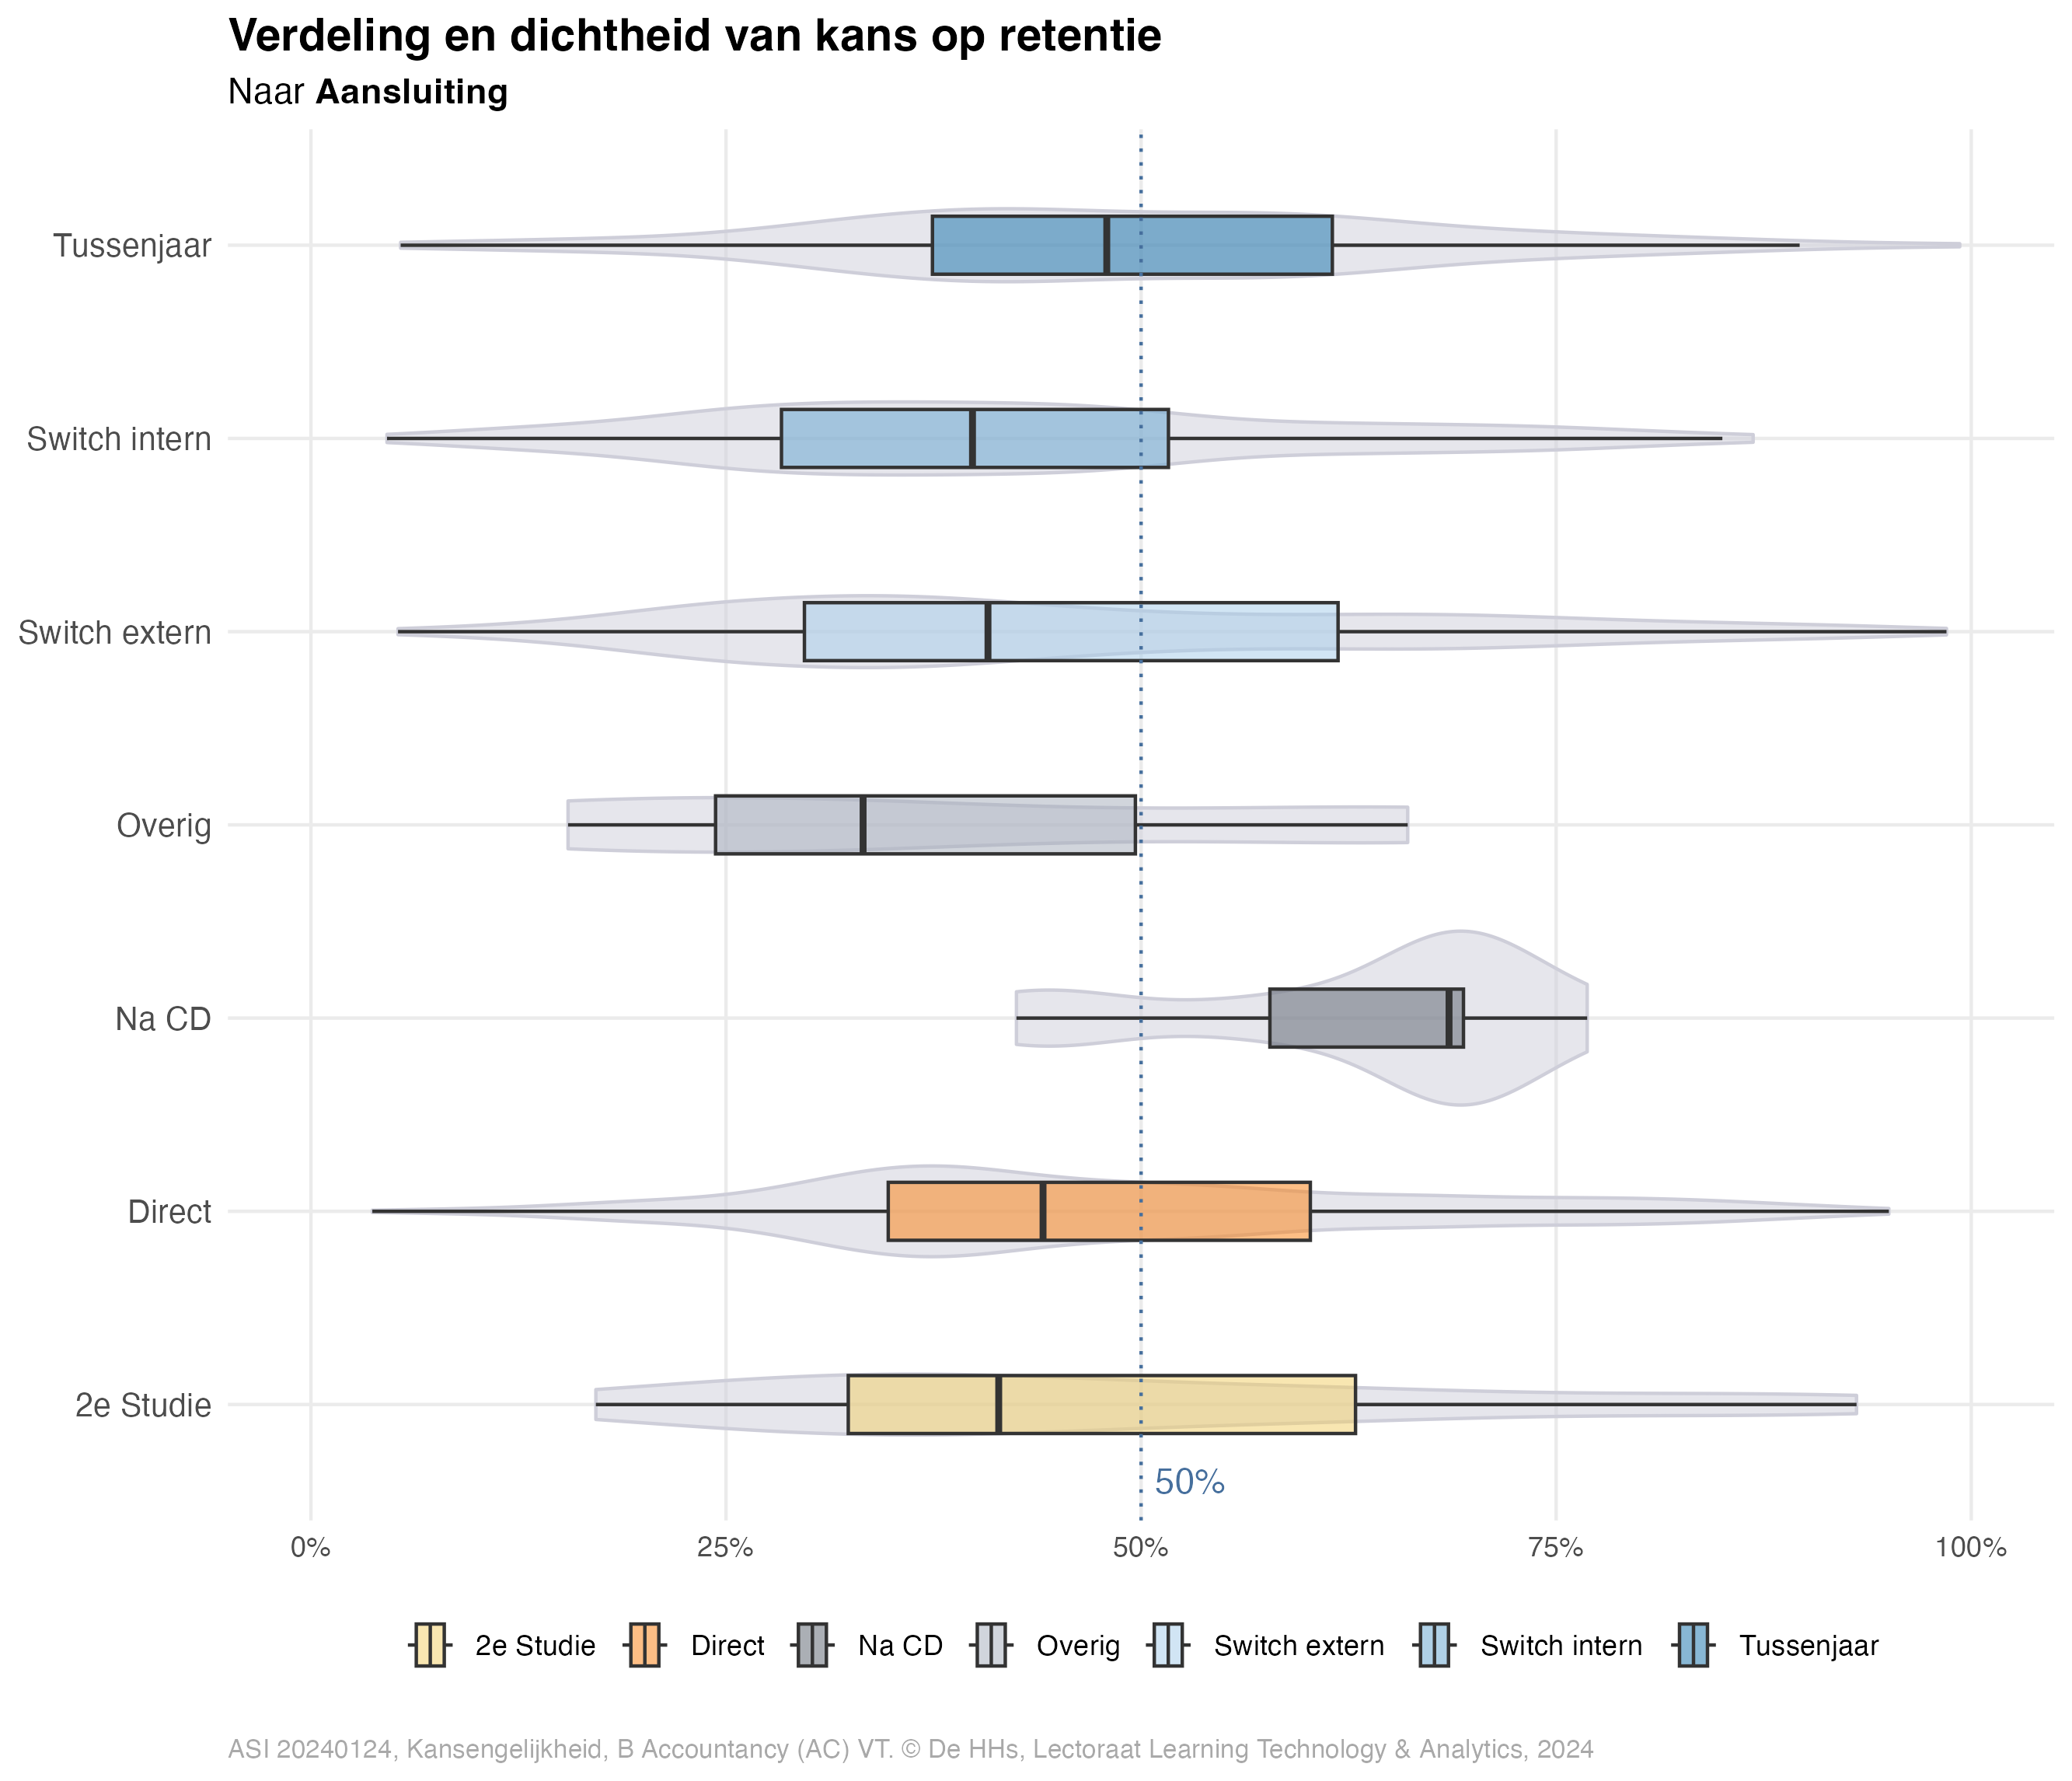 Verdeling en dichtheid van kans op retentie
Naar Aansluiting
Tussenjaar
Switch intern
Switch extern
Overig
Na CD
Direct
2e Studie
50%
0% 25% 50% 75% 100%
2e Studie Direct Na CD Overig Switch extern Switch intern Tussenjaar
ASI 20240124, Kansengelijkheid, B Accountancy (AC) VT. © De HHs, Lectoraat Learning Technology & Analytics, 2024